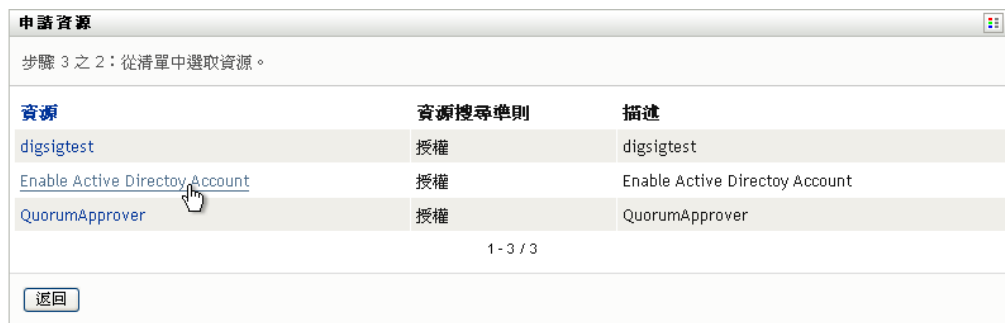 申請資源
步驟 3 之 2：從清單中選取資源。
資源 資源搜尋準則 描述
digsigtest 授權 digsigtest
Enable Active Directoy Account 授權 Enable Active Directoy Account
QuorumApprover 授權 QuorumApprover
1 - 3 / 3
返回